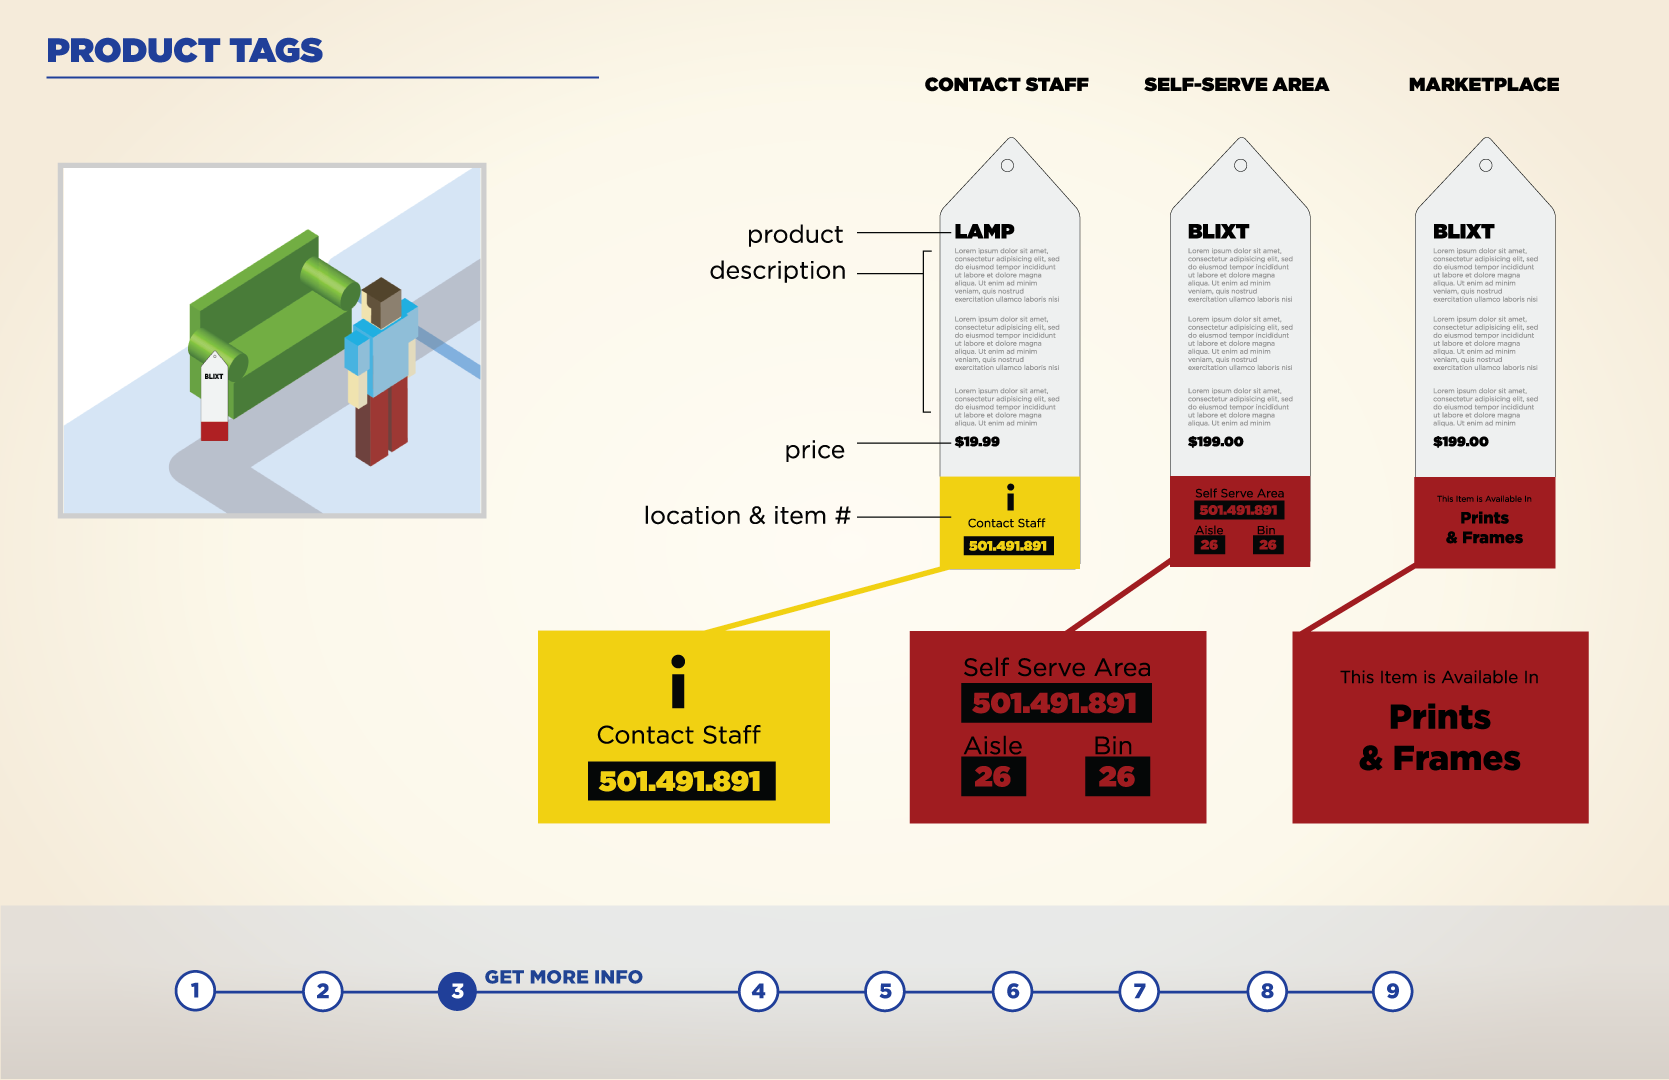 PRODUCT TAGS
CONTACT STAFF
SELF-SERVE AREA
MARKETPLACE
BLIXT
product
description
price
location & item #
LAMP
Lorem ipsum dolor sit amet,
consectetur adipisicing elit, sed
do eiusmod tempor incididunt
ut labore et dolore magna
aliqua. Ut enim ad minim
veniam, quis nostrud
exercitation ullamco laboris nisi
Lorem ipsum dolor sit amet,
consectetur adipisicing elit, sed
do eiusmod tempor incididunt
ut labore et dolore magna
aliqua. Ut enim ad minim
veniam, quis nostrud
exercitation ullamco laboris nisi
Lorem ipsum dolor sit amet,
consectetur adipisicing elit, sed
do eiusmod tempor incididunt
ut labore et dolore magna
aliqua. Ut enim ad minim
$19.99
i
Contact Staff
501.491.891
BLIXT
Lorem ipsum dolor sit amet,
consectetur adipisicing elit, sed
do eiusmod tempor incididunt
ut labore et dolore magna
aliqua. Ut enim ad minim
veniam, quis nostrud
exercitation ullamco laboris nisi
Lorem ipsum dolor sit amet,
consectetur adipisicing elit, sed
do eiusmod tempor incididunt
ut labore et dolore magna
aliqua. Ut enim ad minim
veniam, quis nostrud
exercitation ullamco laboris nisi
Lorem ipsum dolor sit amet,
consectetur adipisicing elit, sed
do eiusmod tempor incididunt
ut labore et dolore magna
aliqua. Ut enim ad minim
$199.00
Self Serve Area
501.491.891
Aisle Bin
26 26
BLIXT
Lorem ipsum dolor sit amet,
consectetur adipisicing elit, sed
do eiusmod tempor incididunt
ut labore et dolore magna
aliqua. Ut enim ad minim
veniam, quis nostrud
exercitation ullamco laboris nisi
Lorem ipsum dolor sit amet,
consectetur adipisicing elit, sed
do eiusmod tempor incididunt
ut labore et dolore magna
aliqua. Ut enim ad minim
veniam, quis nostrud
exercitation ullamco laboris nisi
Lorem ipsum dolor sit amet,
consectetur adipisicing elit, sed
do eiusmod tempor incididunt
ut labore et dolore magna
aliqua. Ut enim ad minim
$199.00
This Item is Available In
Prints
& Frames
i
Contact Staff
501.491.891
Self Serve Area
501.491.891
Aisle Bin
26 26
This Item is Available In
Prints
& Frames
1 2 3 GET MORE INFO 4 5 6 7 8 9